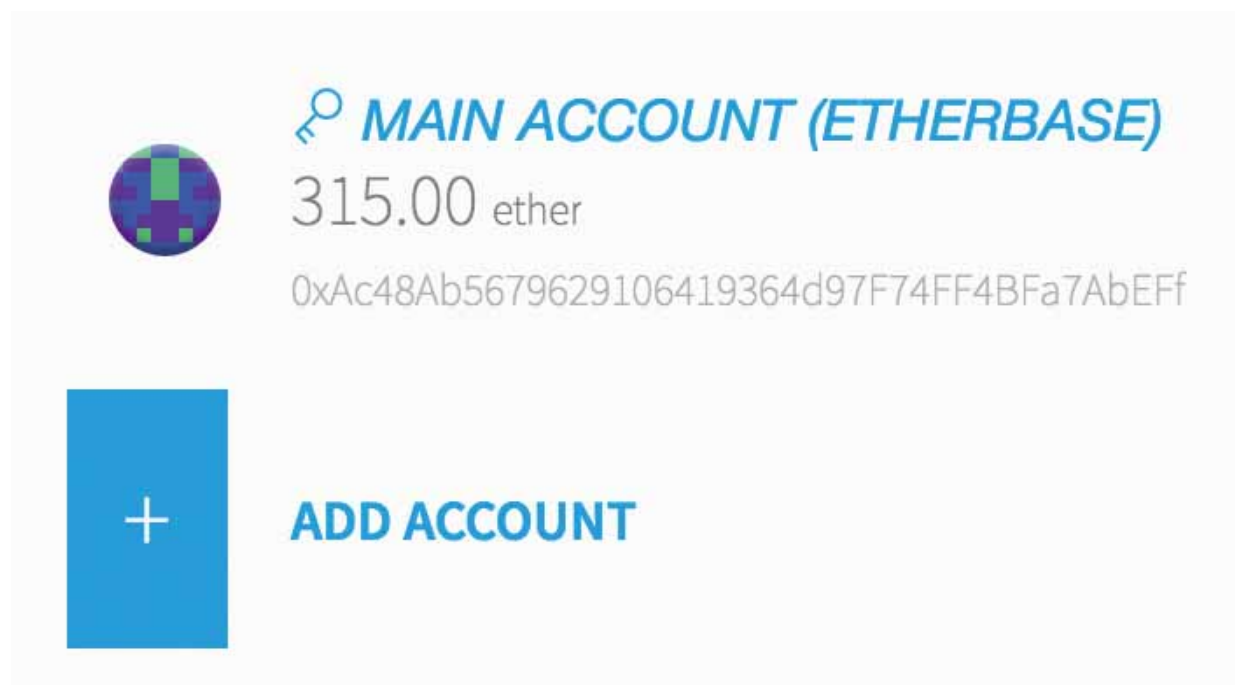 MAIN ACCOUNT (ETHERBASE)
315.00 ether
0xAc48Ab5679629106419364d97F74FF4BFa7AbEFf
+
ADD ACCOUNT